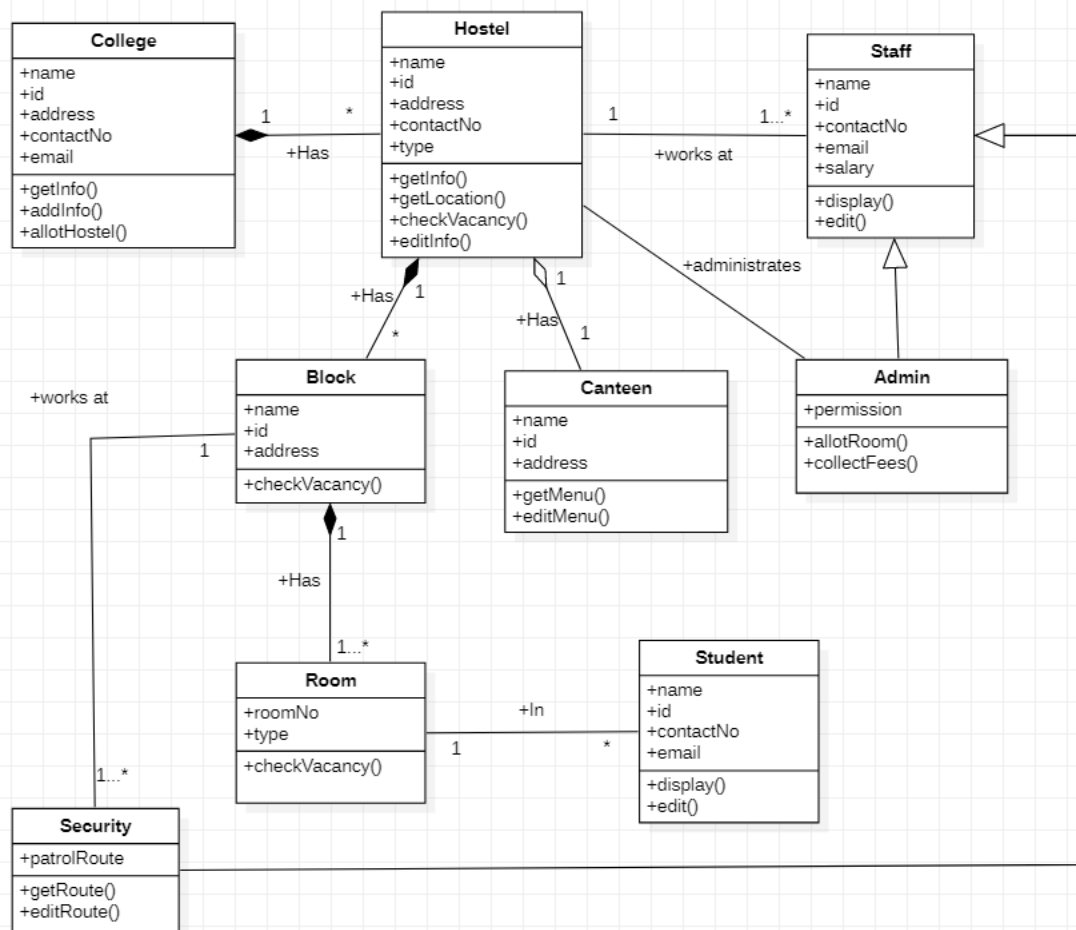 College
+name
+id
+address
+contactNo
+email
+getInfo()
+addInfo()
+allotHostel()
1
*
+Has
Hostel
+name
+id
+address
+contactNo
+type
+getInfo()
+getLocation()
+checkVacancy()
+editInfo()
1
1...*
+works at
Staff
+name
+id
+contactNo
+email
+salary
+display()
+edit()
+administrates
+Has
1
*
1
+Has
1
Block
+name
+id
+address
+checkVacancy()
Canteen
+name
+id
+address
+getMenu()
+editMenu()
Admin
+permission
+allotRoom()
+collectFees()
+works at
1
1...*
1
+Has
1...*
Room
+roomNo
+type
+checkVacancy()
+In
1
*
Student
+name
+id
+contactNo
+email
+display()
+edit()
Security
+patrolRoute
+getRoute()
+editRoute()